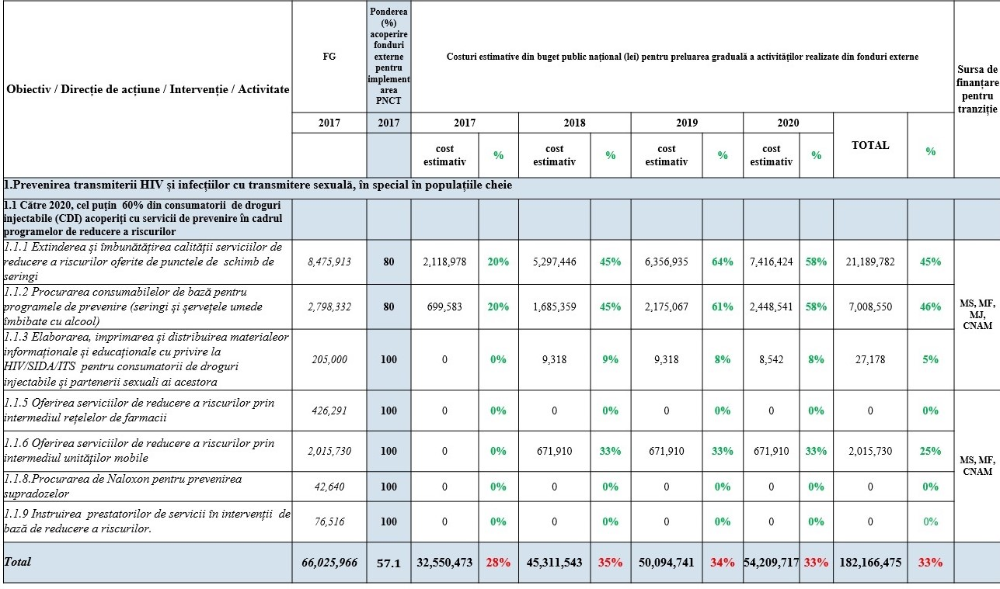 Obiectiv / Direcție de acțiune / Intervenție / Activitate
FG
Ponderea
(%)
acoperire
fonduri
externe
pentru
implement
area
PNCT
Costuri estimative din buget public național (lei) pentru preluarea graduală a activităților realizate din fonduri externe
Sursa de
finanțare
pentru
tranziție
2017 2017 2017 2018 2019 2020
TOTAL %
cost
estimativ % cost
estimativ % cost
estimativ % cost
estimativ %
1.Prevenirea transmiterii HIV și infecțiilor cu transmitere sexuală, în special în populațiile cheie
1.1 Către 2020, cel puțin 60% din consumatorii de droguri
injectabile (CDI) acoperiți cu servicii de prevenire în cadrul
programelor de reducere a riscurilor
1.1.1 Extinderea și îmbunătățirea calității serviciilor de
reducere a riscurilor oferite de punctele de schimb de
seringi
8,475,913 80 2,118,978 20% 5,297,446 45% 6,356,935 64% 7,416,424 58% 21,189,782 45%
1.1.2 Procurarea consumabilelor de bază pentru
programele de prevenire (seringi și șervețele umede
îmbibate cu alcool)
2,798,332 80 699,583 20% 1,685,359 45% 2,175,067 61% 2,448,541 58% 7,008,550 46%
MS, MF,
MJ,
CNAM
1.1.3 Elaborarea, imprimarea și distribuirea materialeor
informaționale și educaționale cu privire la
HIV/SIDA/ITS pentru consumatorii de droguri
injectabile și partenerii sexuali ai acestora
205,000 100 0 0% 9,318 9% 9,318 8% 8,542 8% 27,178 5%
1.1.5 Oferirea serviciilor de reducere a riscurilor prin
intermediul rețelelor de farmacii
426,291 100 0 0% 0 0% 0 0% 0 0% 0 0%
1.1.6 Oferirea serviciilor de reducere a riscurilor prin
intermediul unităților mobile
2,015,730 100 0 0% 671,910 33% 671,910 33% 671,910 33% 2,015,730 25%
MS, MF,
CNAM
1.1.8.Procurarea de Naloxon pentru prevenirea
supradozelor
42,640 100 0 0% 0 0% 0 0% 0 0% 0 0%
1.1.9 Instruirea prestatorilor de servicii în intervenții de
bază de reducere a riscurilor.
76,516 100 0 0% 0 0% 0 0% 0 0% 0 0%
Total 66,025,966 57.1 32,550,473 28% 45,311,543 35% 50,094,741 34% 54,209,717 33% 182,166,475 33%